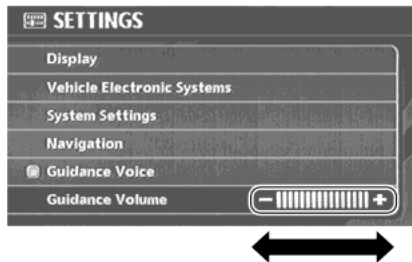 SETTINGS
Display
Vehicle Electronic Systems
System Settings
Navigation
Guidance Voice
Guidance Volume